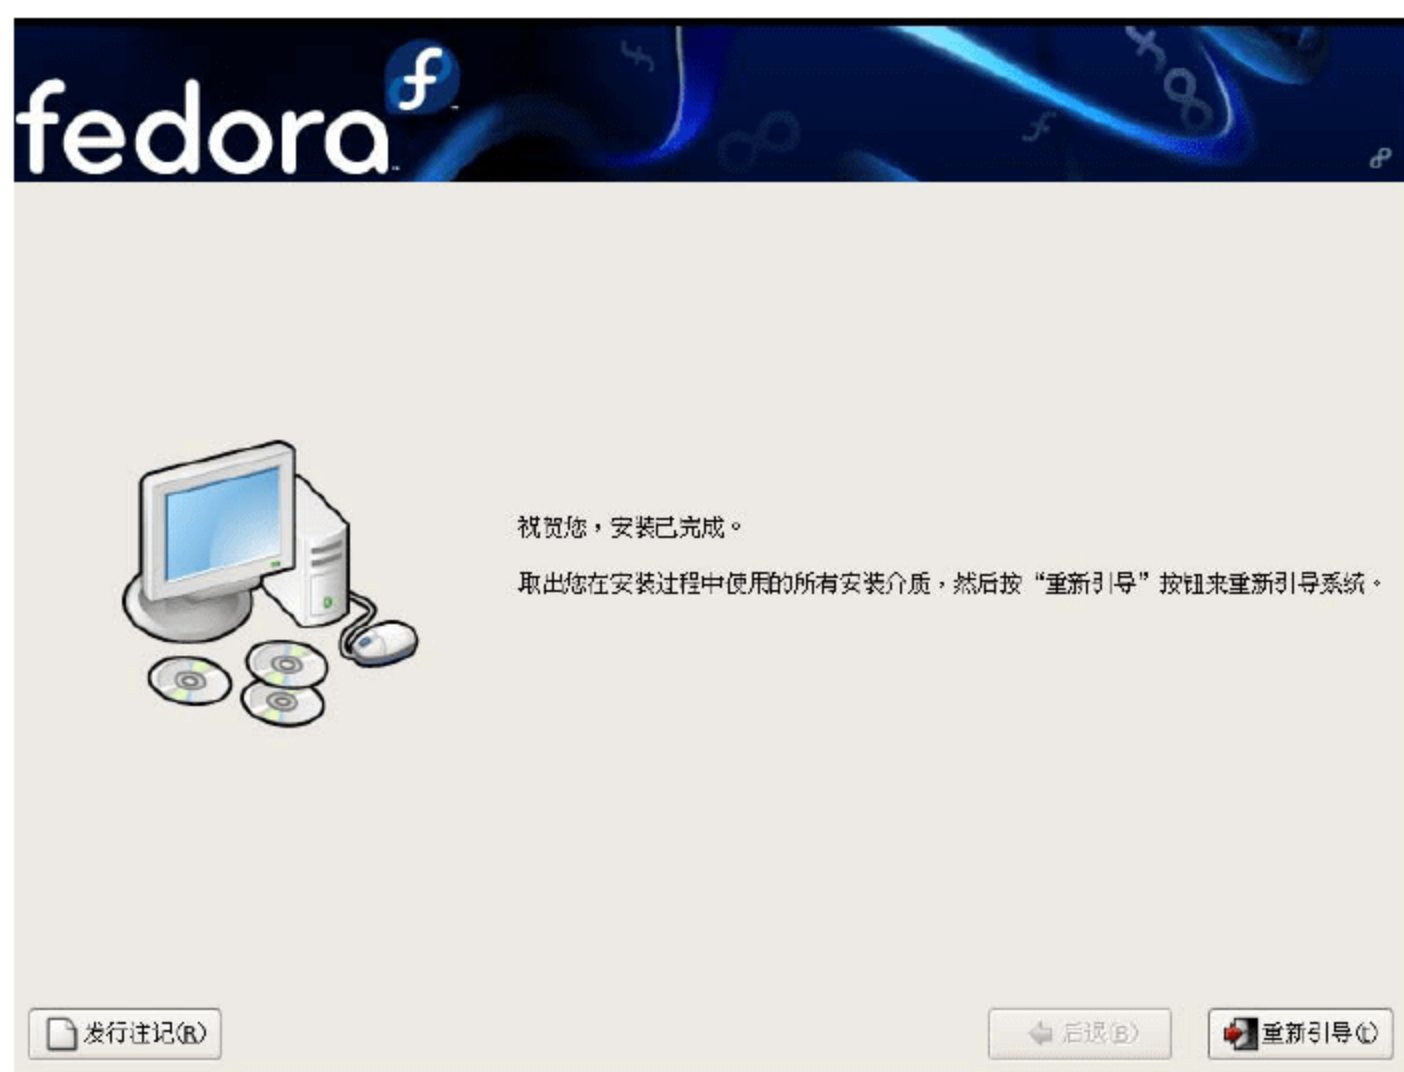 fedora
祝贺您，安装已完成。
取出您在安装过程中使用的所有安装介质，然后按“重新引导”按钮来重新引导系统。
发行注记(R)
后退(B)
重新引导(t)